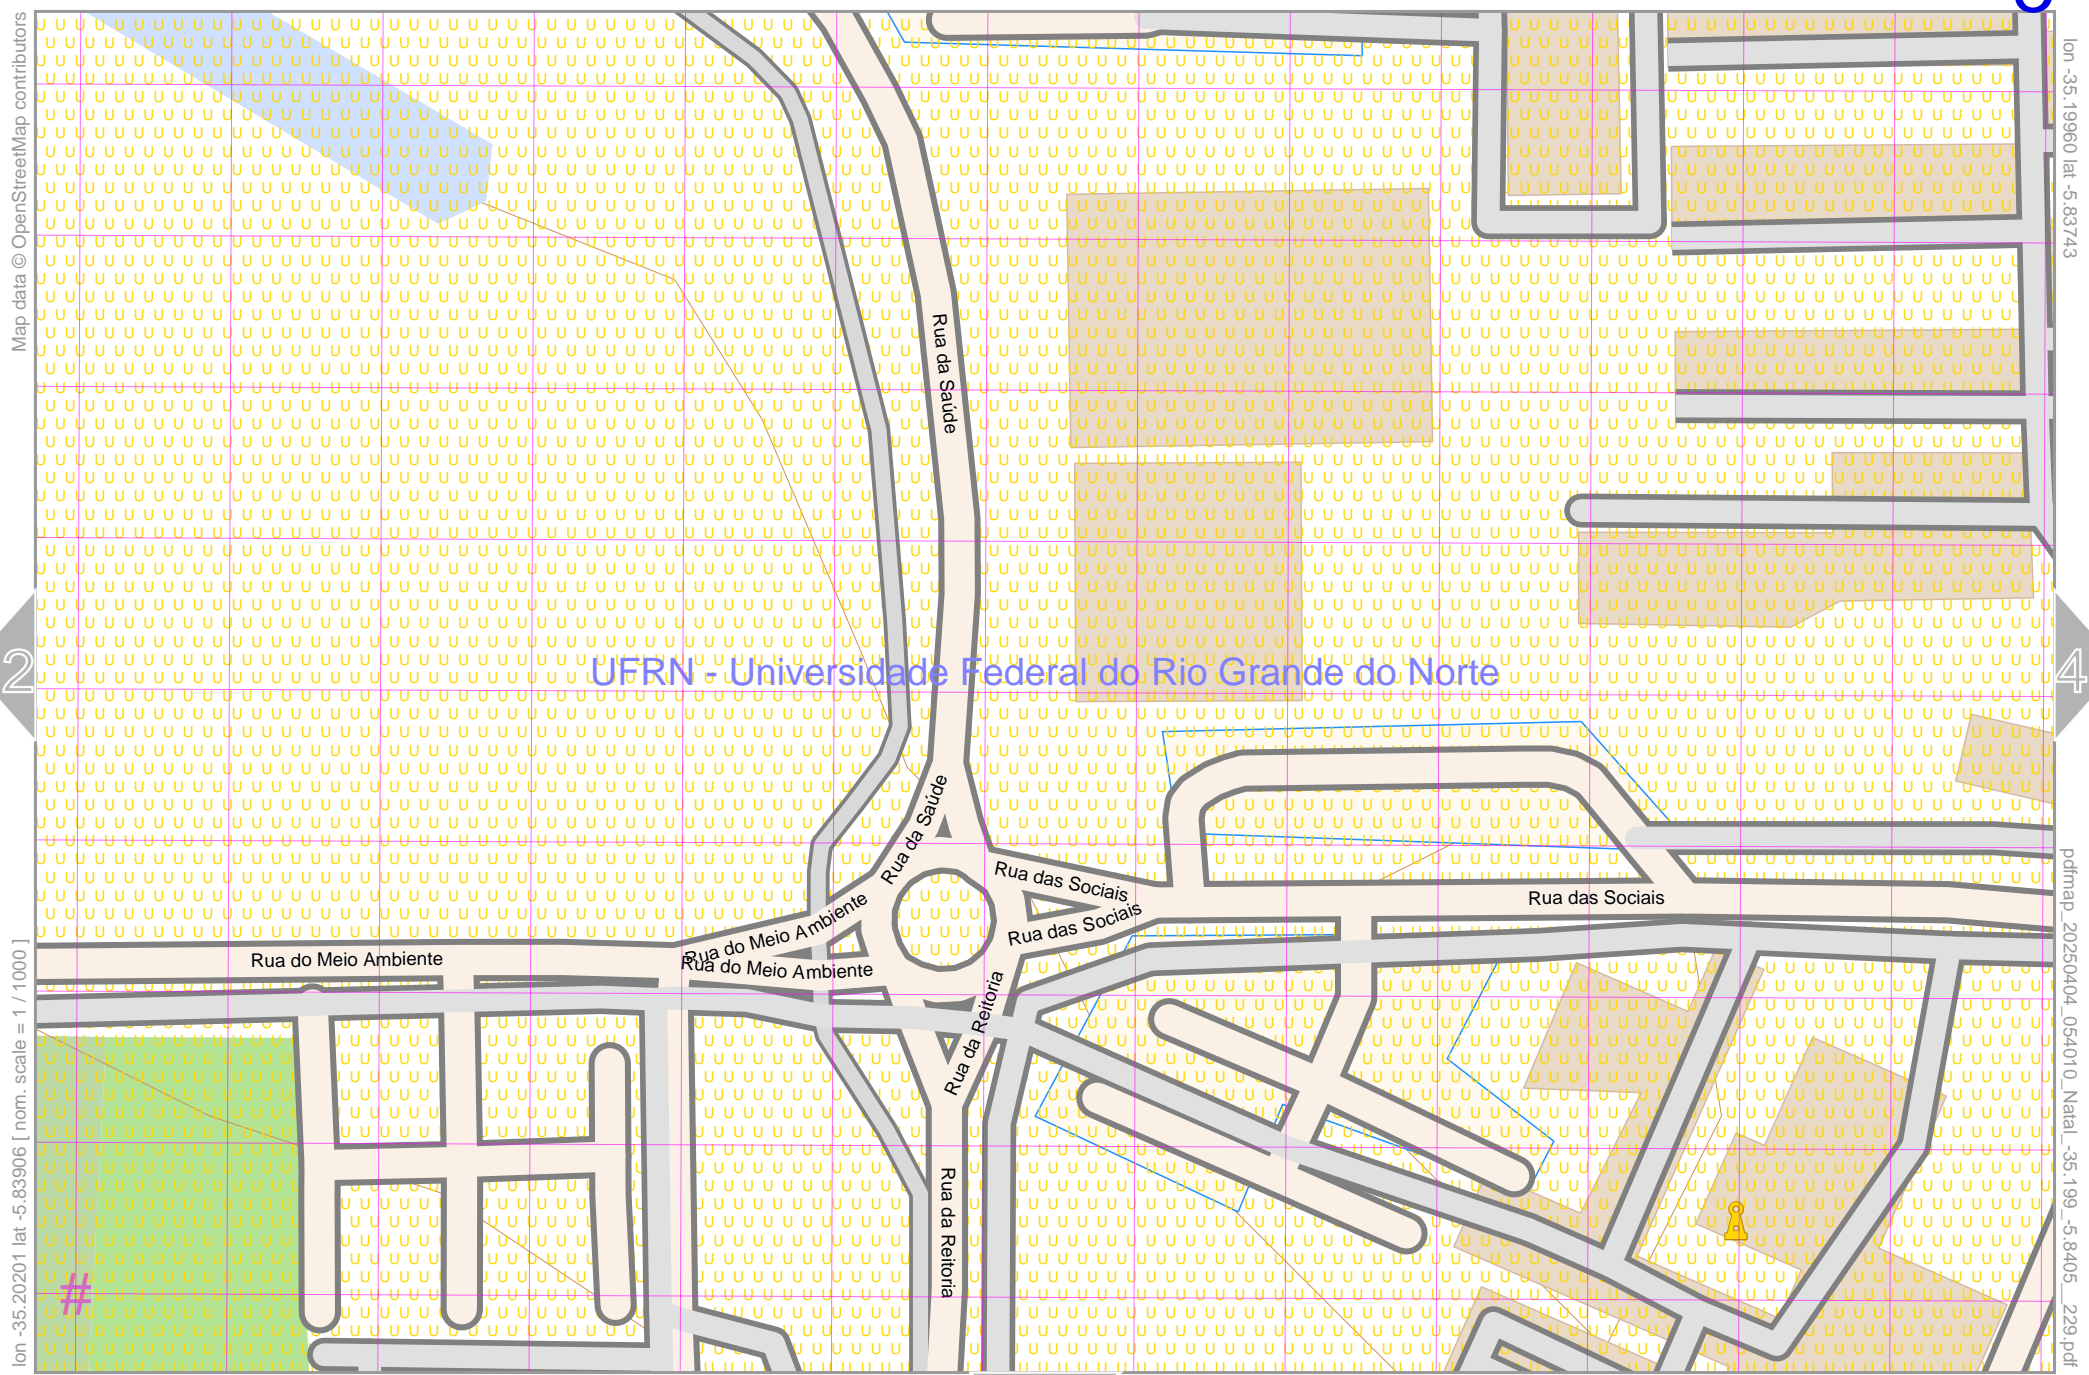 Map data © OpenStreetMap contributors
lon -35.19960 lat -5.83743
Rua da Saúde
2
UFRN - Universidade Federal do Rio Grande do Norte
4
Rua da Saúde
Rua das Sociais
Rua das Sociais
Rua das Sociais
Rua do Meio Ambiente
Rua do Meio Ambiente
Rua do Meio Ambiente
Rua da Reitoria
Rua da Reitoria
#
lon -35.20201 lat -5.83906 [ nom. scale = 1 / 1000 ]
pdfmap_20250404_054010_Natal_-35.199_-5.8405__229.pdf